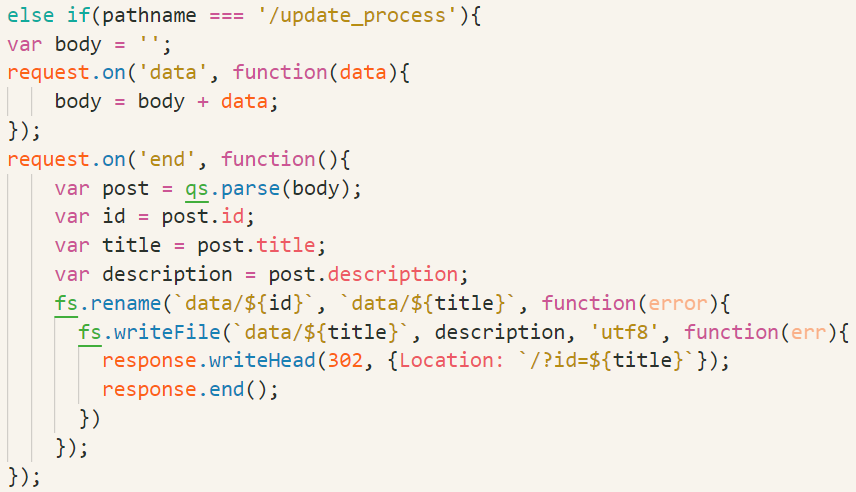 else if(pathname === '/update_process'){
var body = '';
request.on('data', function(data){
    body = body + data;
});
request.on('end', function(){
    var post = qs.parse(body);
    var id = post.id;
    var title = post.title;
    var description = post.description;
    fs.rename(`data/${id}`, `data/${title}`, function(error){
      fs.writeFile(`data/${title}`, description, 'utf8', function(err){
        response.writeHead(302, {Location: `/?id=${title}`});
        response.end();
      })
    });
});